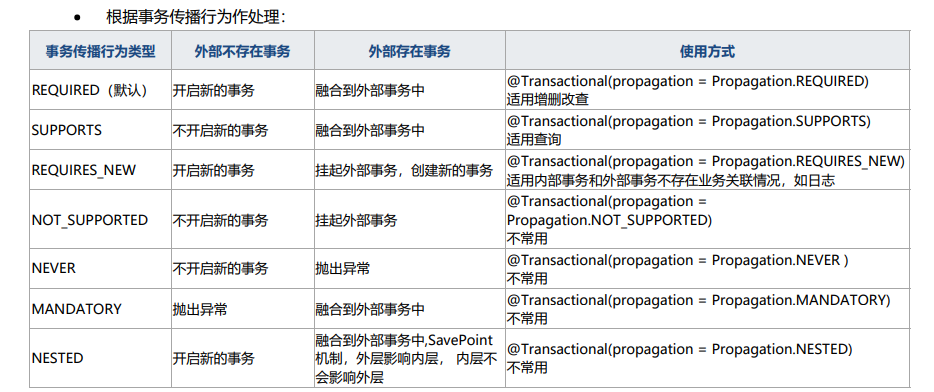 ● 根据事务传播行为作处理：
事务传播行为类型 外部不存在事务 外部存在事务 使用方式
REQUIRED（默认） 开启新的事务 融合到外部事务中 @Transactional(propagation = Propagation.REQUIRED)
适用增删改查
SUPPORTS 不开启新的事务 融合到外部事务中 @Transactional(propagation = Propagation.SUPPORTS)
适用查询
REQUIRES_NEW 开启新的事务 挂起外部事务，创建新的事务 @Transactional(propagation = Propagation.REQUIRES_NEW)
适用内部事务和外部事务不存在业务关联情况，如日志
NOT_SUPPORTED 不开启新的事务 挂起外部事务 @Transactional(propagation =
Propagation.NOT_SUPPORTED)
不常用
NEVER 不开启新的事务 抛出异常 @Transactional(propagation = Propagation.NEVER )
不常用
MANDATORY 抛出异常 融合到外部事务中 @Transactional(propagation = Propagation.MANDATORY)
不常用
NESTED 开启新的事务 融合到外部事务中,SavePoint
机制，外层影响内层， 内层不
会影响外层
@Transactional(propagation = Propagation.NESTED)
不常用